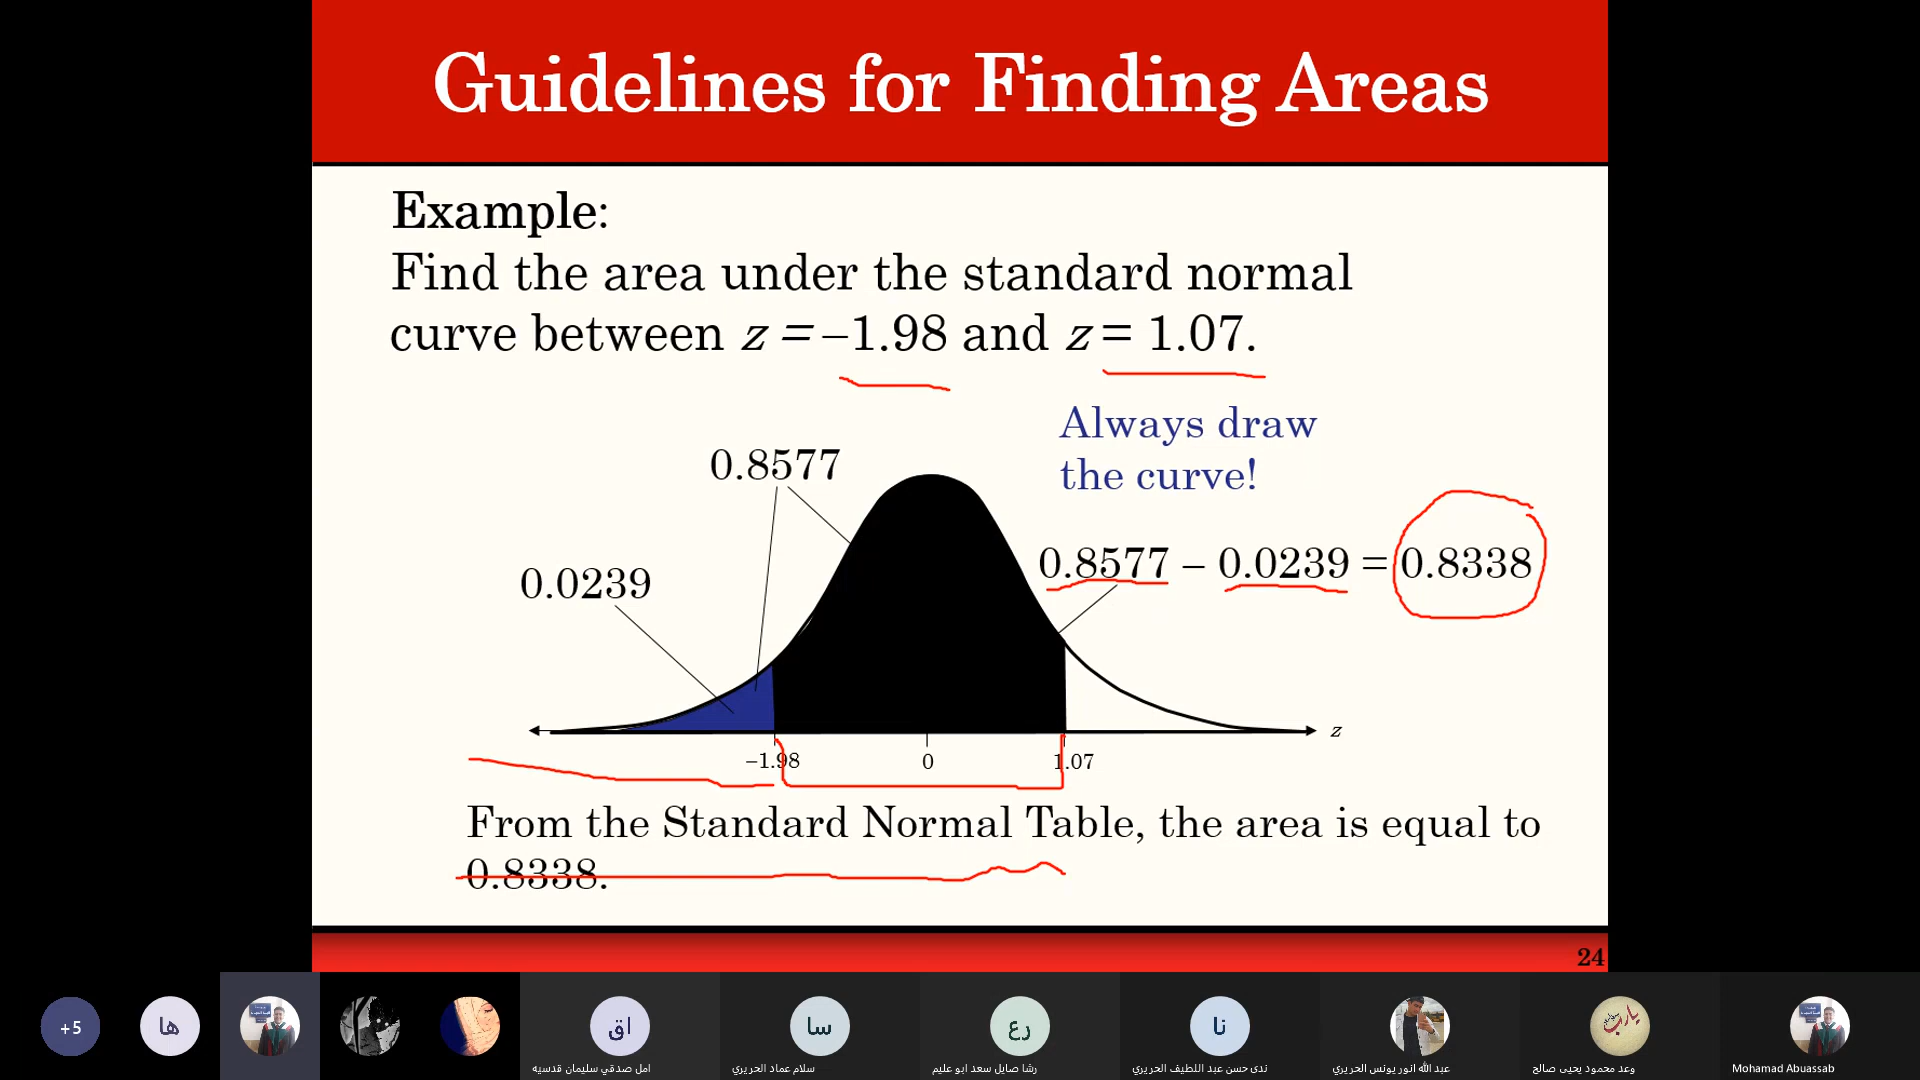 Guidelines for Finding Areas
Example:
Find the area under the standard normal
curve between z = –1.98 and z = 1.07.
Always draw
the curve!
0.8577
0.0239
0.8577 – 0.0239 = 0.8338
z
–1.98
0
1.07
From the Standard Normal Table, the area is equal to
0.8338.
24
+5
ها
اق
امل صدقي سليمان قدسيه
سا
سلام عماد الحريري
رع
رشا صايل سعد ابو عليم
نا
ندى حسن عبد اللطيف الحريري
عبد الله انور يونس الحريري
يارب
وعد محمود يحيى صالح
Mohamad Abuassab